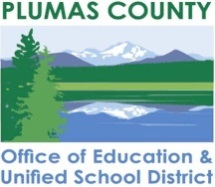 PLUMAS COUNTY
Office of Education &
Unified School District